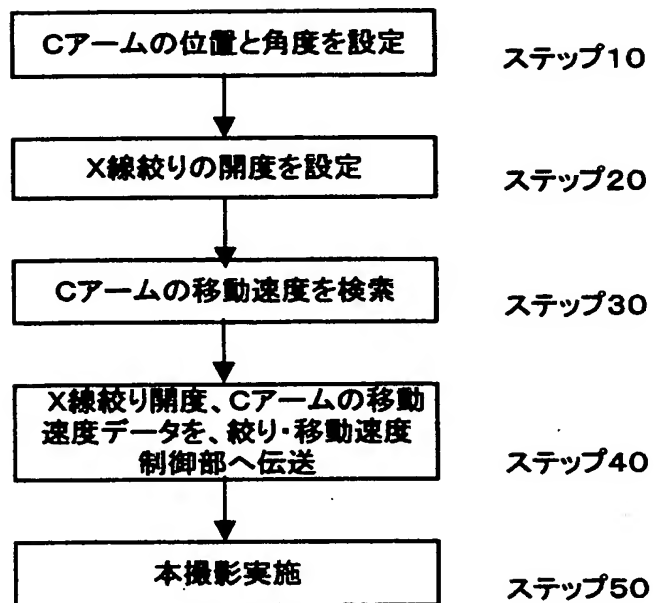 Cアームの位置と角度を設定
ステップ10
X線絞りの開度を設定
ステップ20
Cアームの移動速度を検索
ステップ30
X線絞り開度、Cアームの移動
速度データを、絞り・移動速度
制御部へ伝送
ステップ40
本撮影実施
ステップ50